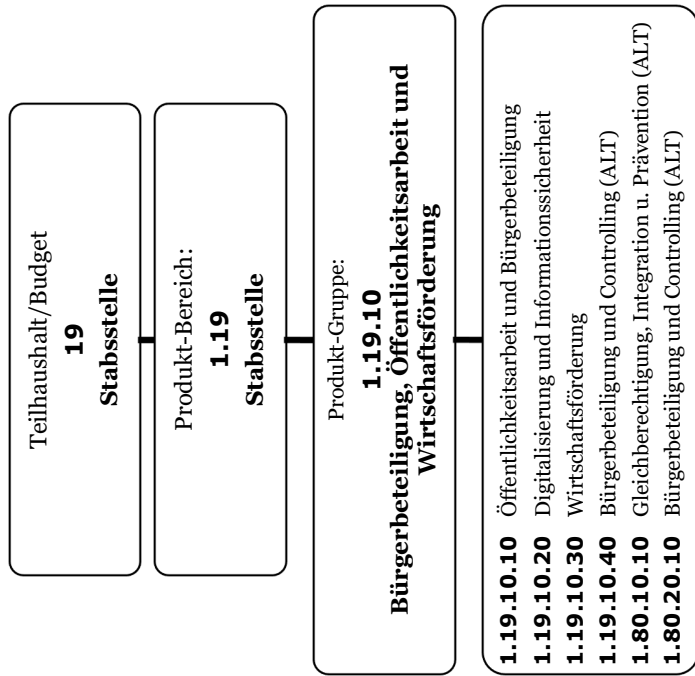 Teilhaushalt/Budget
19
Stabsstelle
Produkt-Bereich:
1.19
Stabsstelle
Produkt-Gruppe:
1.19.10
Bürgerbeteiligung, Öffentlichkeitsarbeit und
Wirtschaftsförderung
1.19.10.10 Öffentlichkeitsarbeit und Bürgerbeteiligung
1.19.10.20 Digitalisierung und Informationssicherheit
1.19.10.30 Wirtschaftsförderung
1.19.10.40 Bürgerbeteiligung und Controlling (ALT)
1.80.10.10 Gleichberechtigung, Integration u. Prävention (ALT)
1.80.20.10 Bürgerbeteiligung und Controlling (ALT)